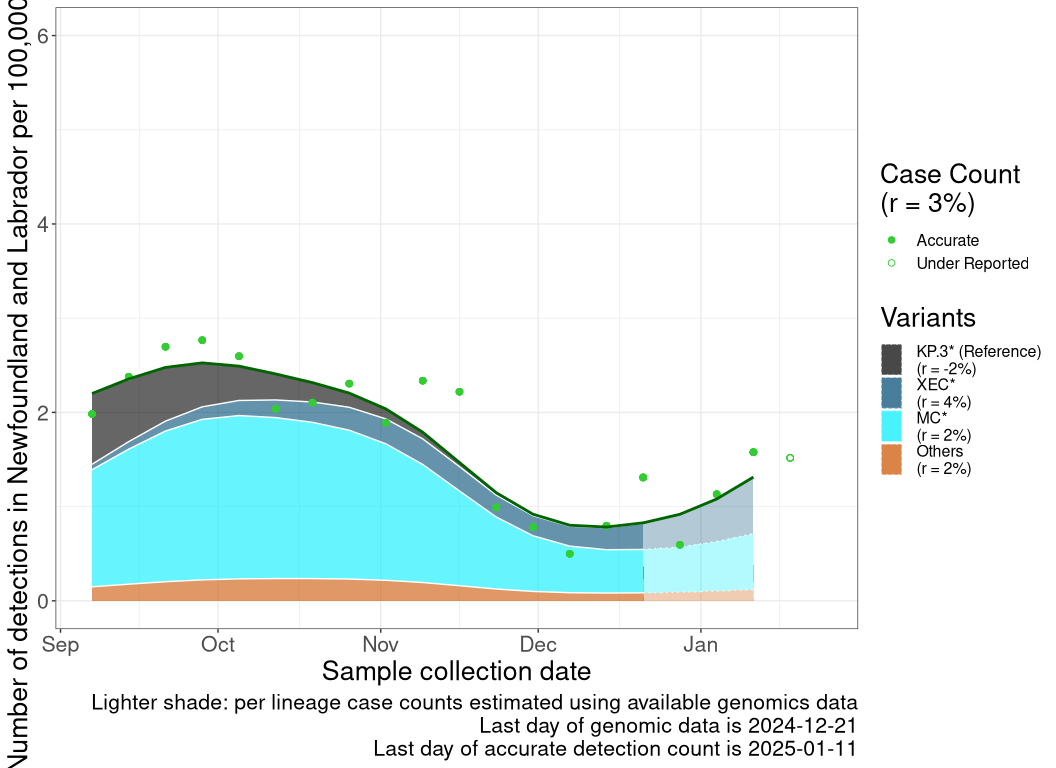 Number of detections in Newfoundland and Labrador per 100,000
6
4
2
0
Sep
Oct
Nov
Dec
Jan
Sample collection date
Lighter shade: per lineage case counts estimated using available genomics data
Last day of genomic data is 2024-12-21
Last day of accurate detection count is 2025-01-11
Case Count
(r = 3%)
Accurate
Under Reported
Variants
KP.3* (Reference)
(r = -2%)
XEC*
(r = 4%)
MC*
(r = 2%)
Others
(r = 2%)